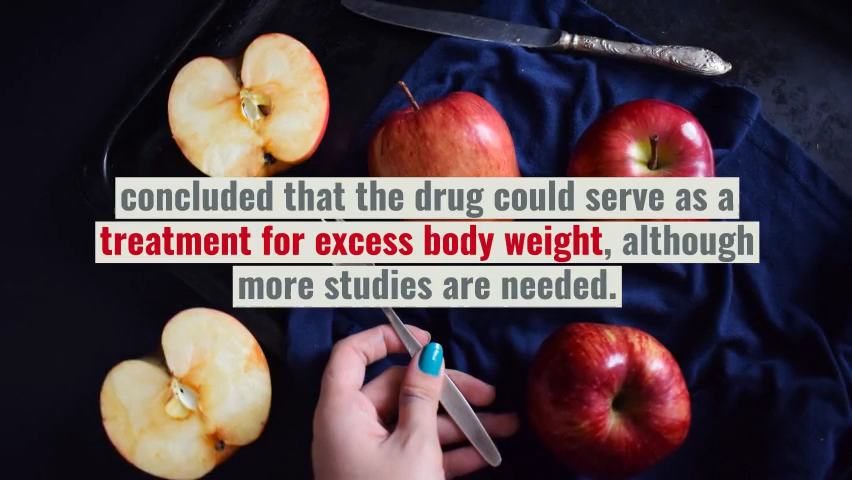 concluded that the drug could serve as a
treatment for excess body weight, although
more studies are needed.